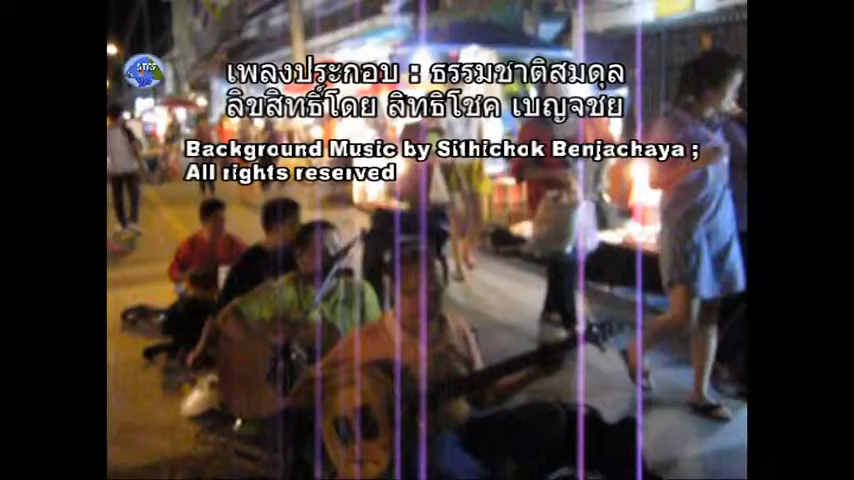 เพลงประกอบ : ธรรมชาติสมดุล
ลิขสิทธิ์โดย สิทธิโชค เบญจชย
Background Music by Sithichok Benjachaya ;
All rights reserved